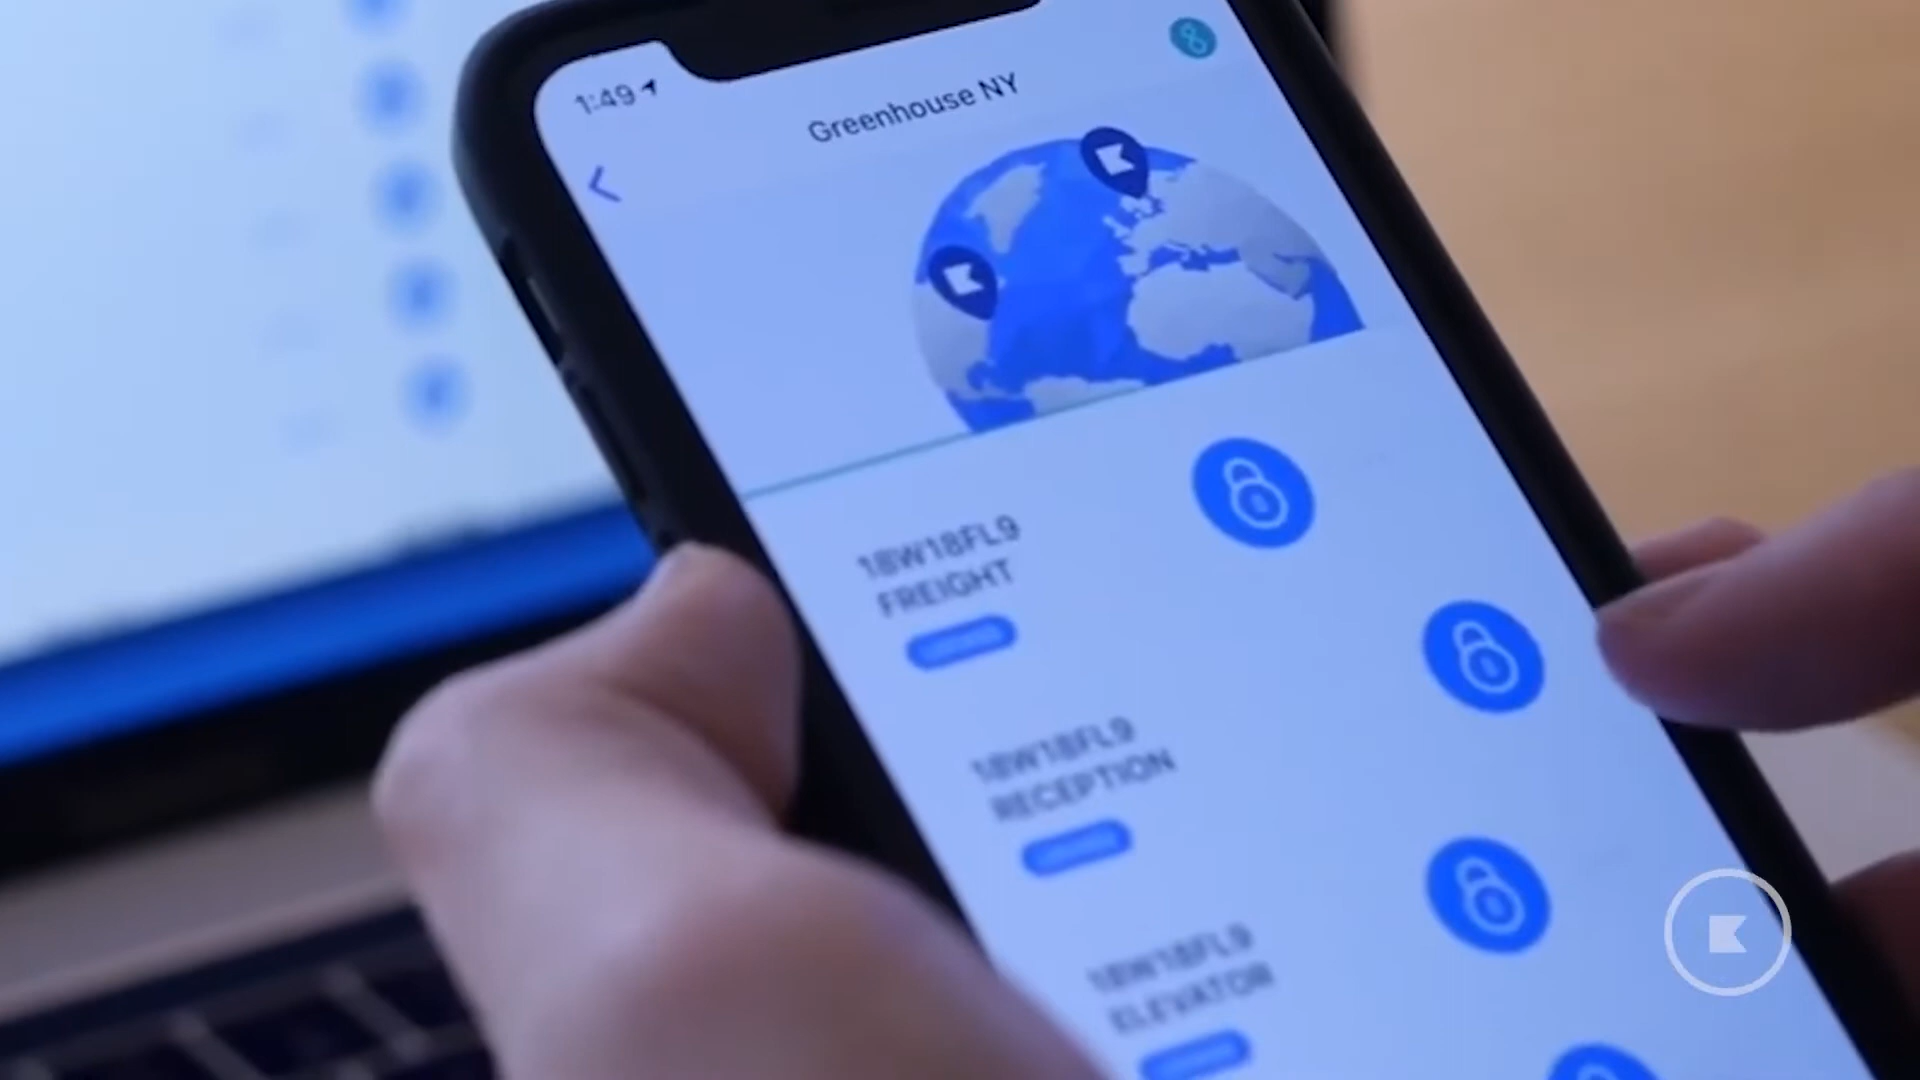 1:49
Greenhouse NY
18W18FL9
FREIGHT
18W18FL9
RECEPTION
18W18FL9
ELEVATOR